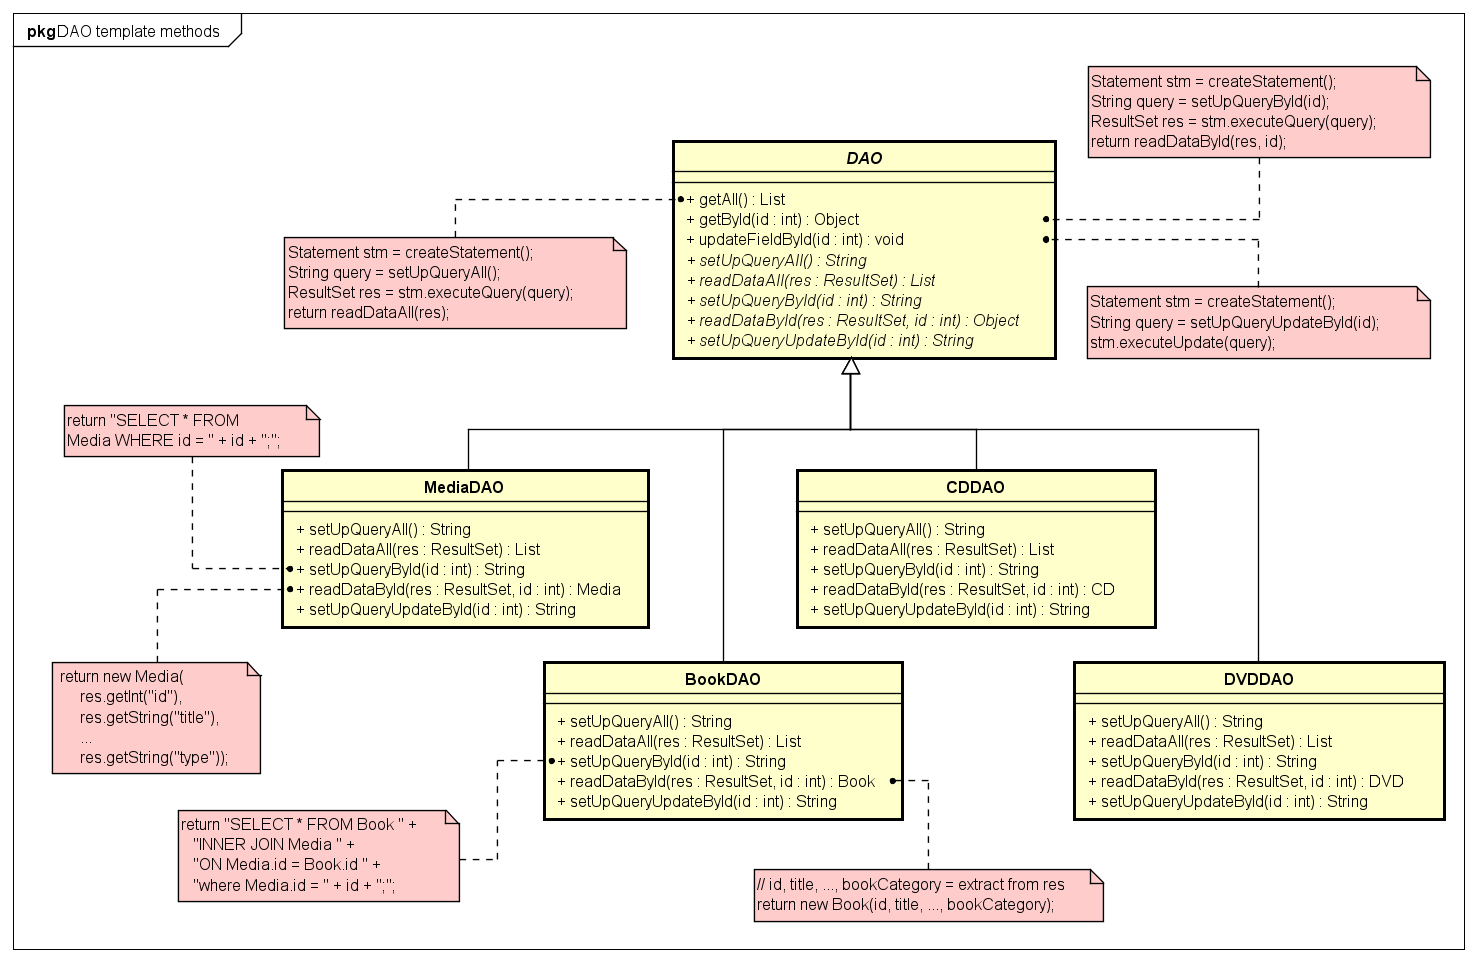 pkgDAO template methods
Statement stm = createStatement();
String query = setUpQueryById(id);
ResultSet res = stm.executeQuery(query);
return readDataById(res, id);
DAO
+ getAll() : List
+ getById(id : int) : Object
+ updateFieldById(id : int) : void
+ setUpQueryAll() : String
+ readDataAll(res : ResultSet) : List
+ setUpQueryById(id : int) : String
+ readDataById(res : ResultSet, id : int) : Object
+ setUpQueryUpdateById(id : int) : String
Statement stm = createStatement();
String query = setUpQueryAll();
ResultSet res = stm.executeQuery(query);
return readDataAll(res);
Statement stm = createStatement();
String query = setUpQueryUpdateById(id);
stm.executeUpdate(query);
return "SELECT * FROM
Media WHERE id = " + id + ";";
MediaDAO
+ setUpQueryAll() : String
+ readDataAll(res : ResultSet) : List
+ setUpQueryById(id : int) : String
+ readDataById(res : ResultSet, id : int) : Media
+ setUpQueryUpdateById(id : int) : String
CDDAO
+ setUpQueryAll() : String
+ readDataAll(res : ResultSet) : List
+ setUpQueryById(id : int) : String
+ readDataById(res : ResultSet, id : int) : CD
+ setUpQueryUpdateById(id : int) : String
return new Media(
res.getInt("id"),
res.getString("title"),
...
res.getString("type"));
BookDAO
+ setUpQueryAll() : String
+ readDataAll(res : ResultSet) : List
+ setUpQueryById(id : int) : String
+ readDataById(res : ResultSet, id : int) : Book
+ setUpQueryUpdateById(id : int) : String
DVDDAO
+ setUpQueryAll() : String
+ readDataAll(res : ResultSet) : List
+ setUpQueryById(id : int) : String
+ readDataById(res : ResultSet, id : int) : DVD
+ setUpQueryUpdateById(id : int) : String
return "SELECT * FROM Book " +
"INNER JOIN Media " +
"ON Media.id = Book.id " +
"where Media.id = " + id + ";";
// id, title, ..., bookCategory = extract from res
return new Book(id, title, ..., bookCategory);